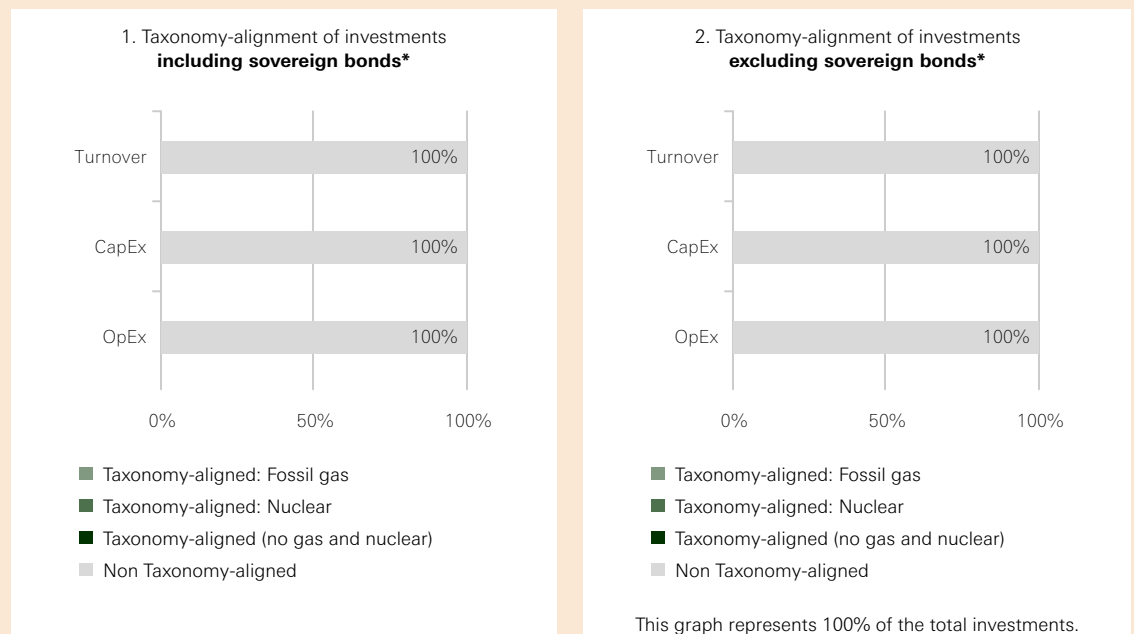 1. Taxonomy-alignment of investments
including sovereign bonds*
Turnover
100%
CapEx
100%
OpEx
100%
0%
50%
100%
Taxonomy-aligned: Fossil gas
Taxonomy-aligned: Nuclear
Taxonomy-aligned (no gas and nuclear)
Non Taxonomy-aligned
2. Taxonomy-alignment of investments
excluding sovereign bonds*
Turnover
100%
CapEx
100%
OpEx
100%
0%
50%
100%
Taxonomy-aligned: Fossil gas
Taxonomy-aligned: Nuclear
Taxonomy-aligned (no gas and nuclear)
Non Taxonomy-aligned
This graph represents 100% of the total investments.